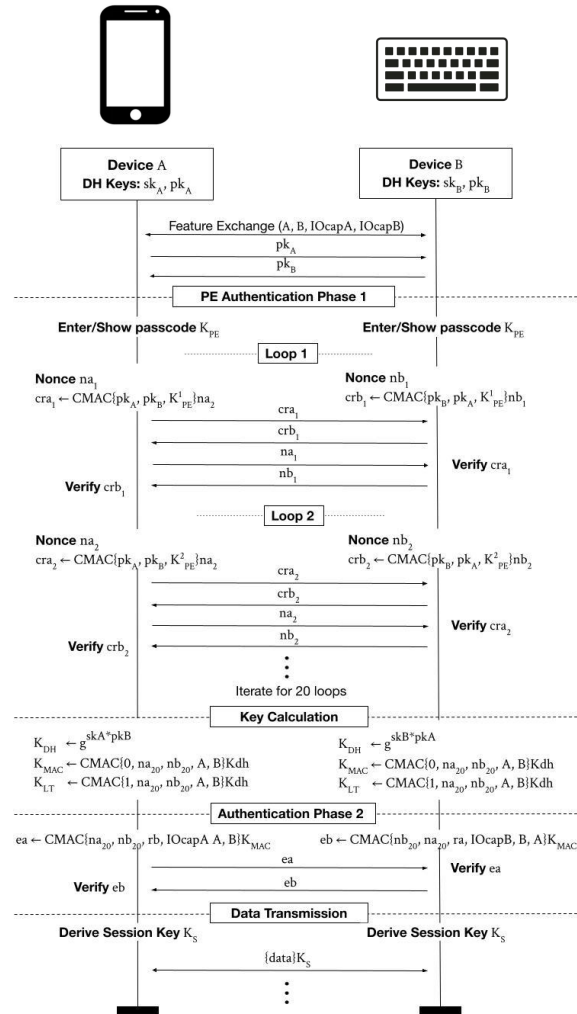 Device A
DH Keys: sk_A, pk_A
Device B
DH Keys: sk_B, pk_B
Feature Exchange (A, B, IOcapA, IOcapB)
pk_A
pk_B
PE Authentication Phase 1
Enter/Show passcode K_PE
Enter/Show passcode K_PE
Loop 1
Nonce na_1
cra_1 ← CMAC{pk_A, pk_B, K^1_PE}na_2
Nonce nb_1
crb_1 ← CMAC{pk_B, pk_A, K^1_PE}nb_1
cra_1
crb_1
na_1
nb_1
Verify cra_1
Verify crb_1
Loop 2
Nonce na_2
cra_2 ← CMAC{pk_A, pk_B, K^2_PE}na_2
Nonce nb_2
crb_2 ← CMAC{pk_B, pk_A, K^2_PE}nb_2
cra_2
crb_2
na_2
nb_2
Verify cra_2
Verify crb_2
Iterate for 20 loops
Key Calculation
K_DH ← g^skA*pkB
K_MAC ← CMAC{0, na_20, nb_20, A, B}Kdh
K_LT ← CMAC{1, na_20, nb_20, A, B}Kdh
K_DH ← g^skB*pkA
K_MAC ← CMAC{0, na_20, nb_20, A, B}Kdh
K_LT ← CMAC{1, na_20, nb_20, A, B}Kdh
Authentication Phase 2
ea ← CMAC{na_20, nb_20, rb, IOcapA A, B}K_MAC
eb ← CMAC{nb_20, na_20, ra, IOcapB, B, A}K_MAC
ea
Verify ea
eb
Verify eb
Data Transmission
Derive Session Key K_S
Derive Session Key K_S
{data}K_S